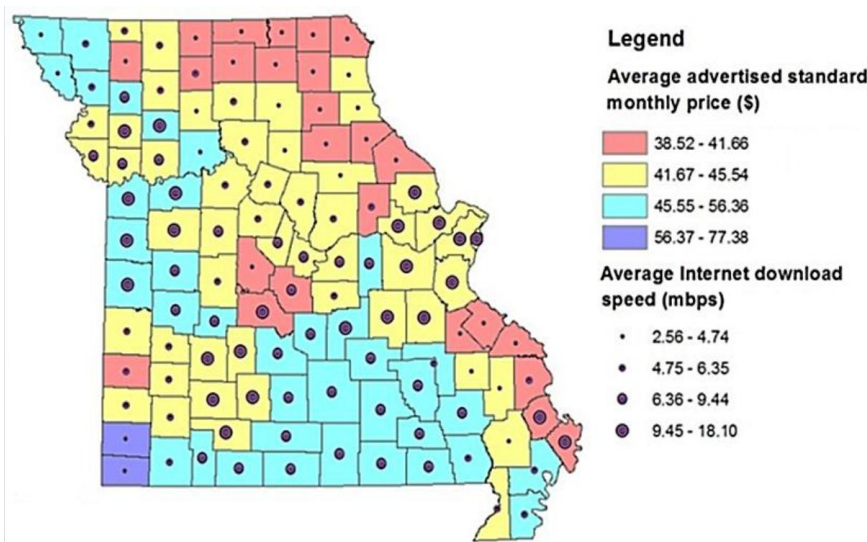 Legend
Average advertised standard
monthly price ($)
38.52 - 41.66
41.67 - 45.54
45.55 - 56.36
56.37 - 77.38
Average Internet download
speed (mbps)
2.56 - 4.74
4.75 - 6.35
6.36 - 9.44
9.45 - 18.10